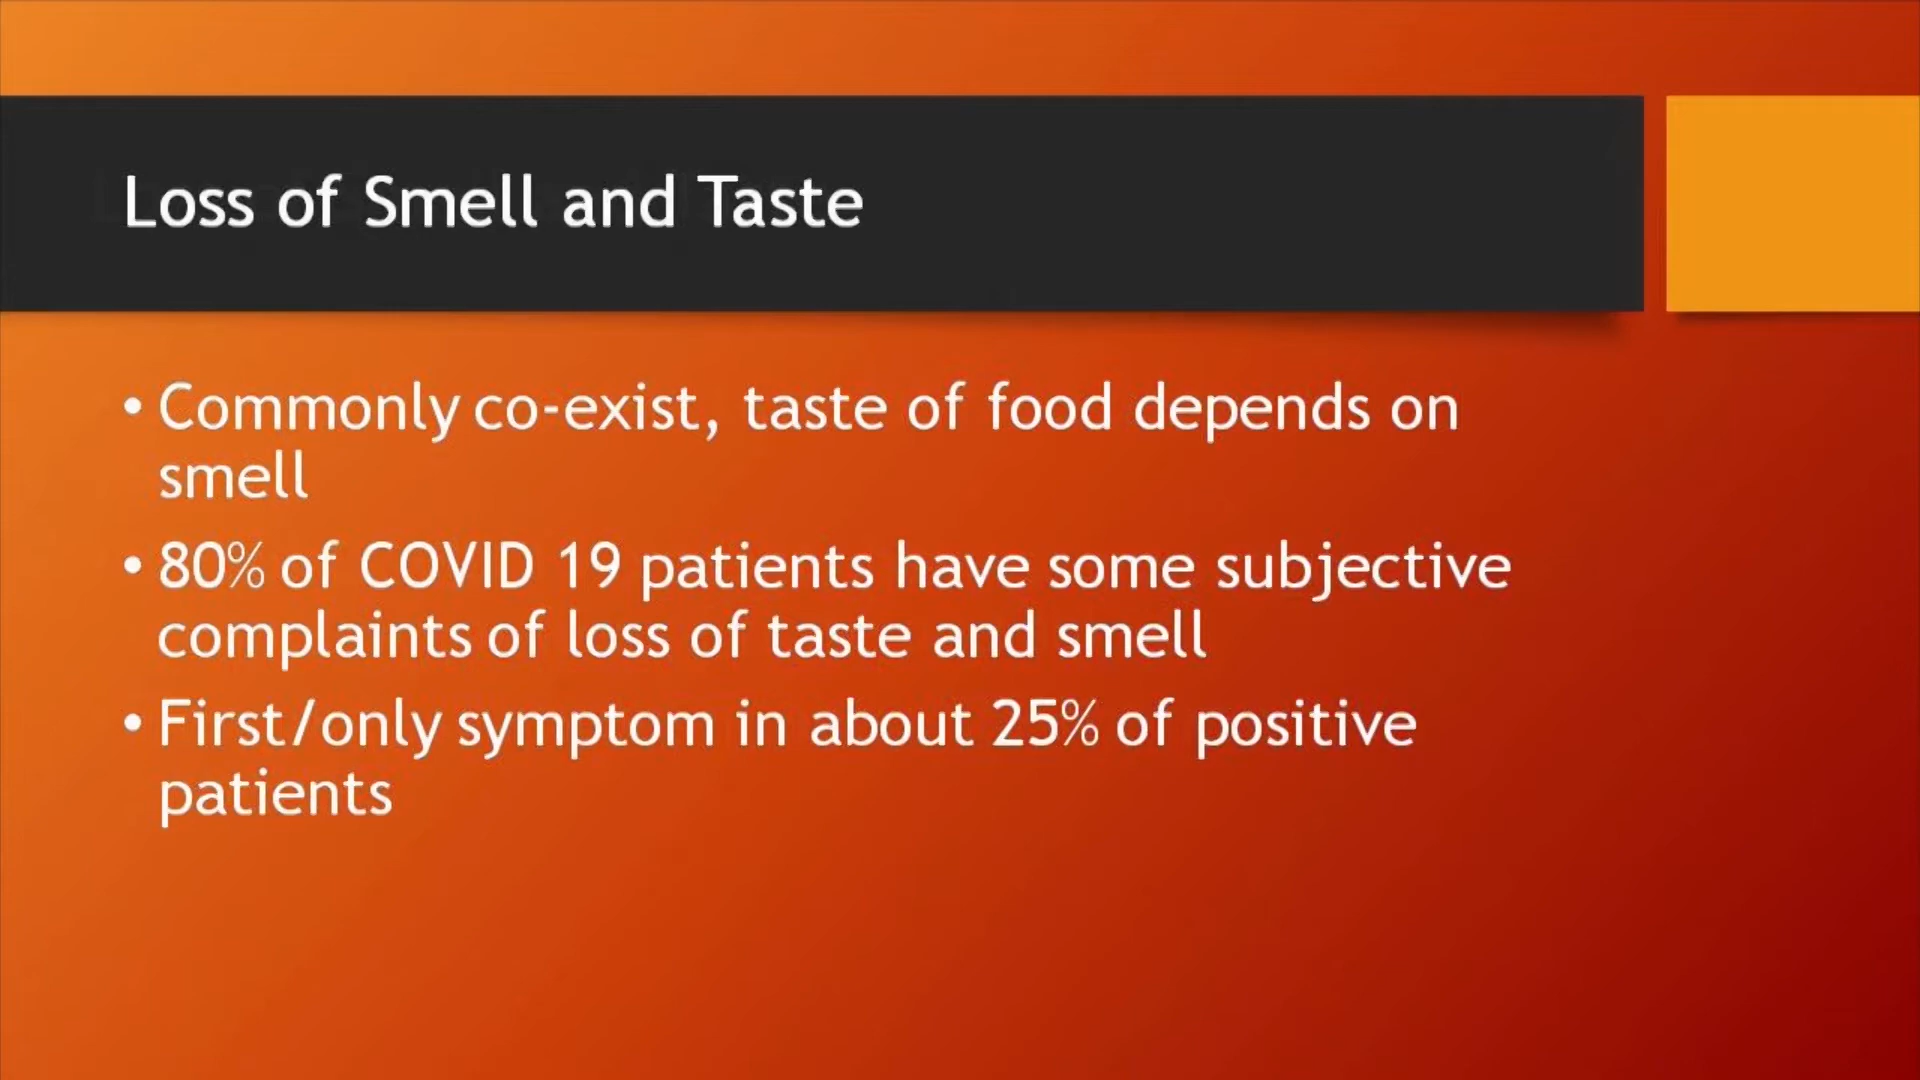 Loss of Smell and Taste
• Commonly co-exist, taste of food depends on
smell
• 80% of COVID 19 patients have some subjective
complaints of loss of taste and smell
• First/only symptom in about 25% of positive
patients